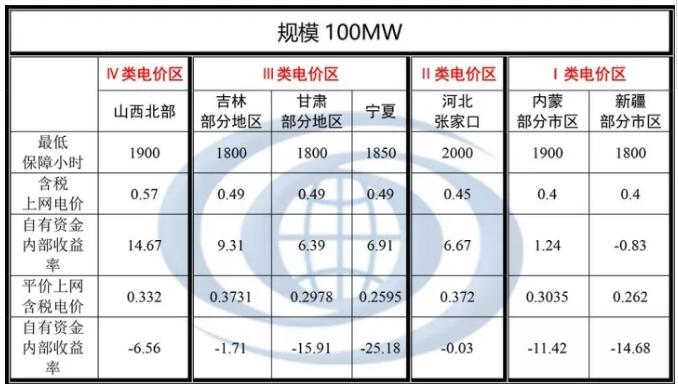 规模 100MW
Ⅳ 类电价区 Ⅲ 类电价区 Ⅱ 类电价区 Ⅰ 类电价区
山西北部 吉林 部分地区 甘肃 部分地区 宁夏 河北 张家口 内蒙 部分市区 新疆 部分市区
最低
保障小时 1900 1800 1800 1850 2000 1900 1800
含税
上网电价 0.57 0.49 0.49 0.49 0.45 0.4 0.4
自有资金
内部收益
率 14.67 9.31 6.39 6.91 6.67 1.24 -0.83
平价上网
含税电价 0.332 0.3731 0.2978 0.2595 0.372 0.3035 0.262
自有资金
内部收益
率 -6.56 -1.71 -15.91 -25.18 -0.03 -11.42 -14.68